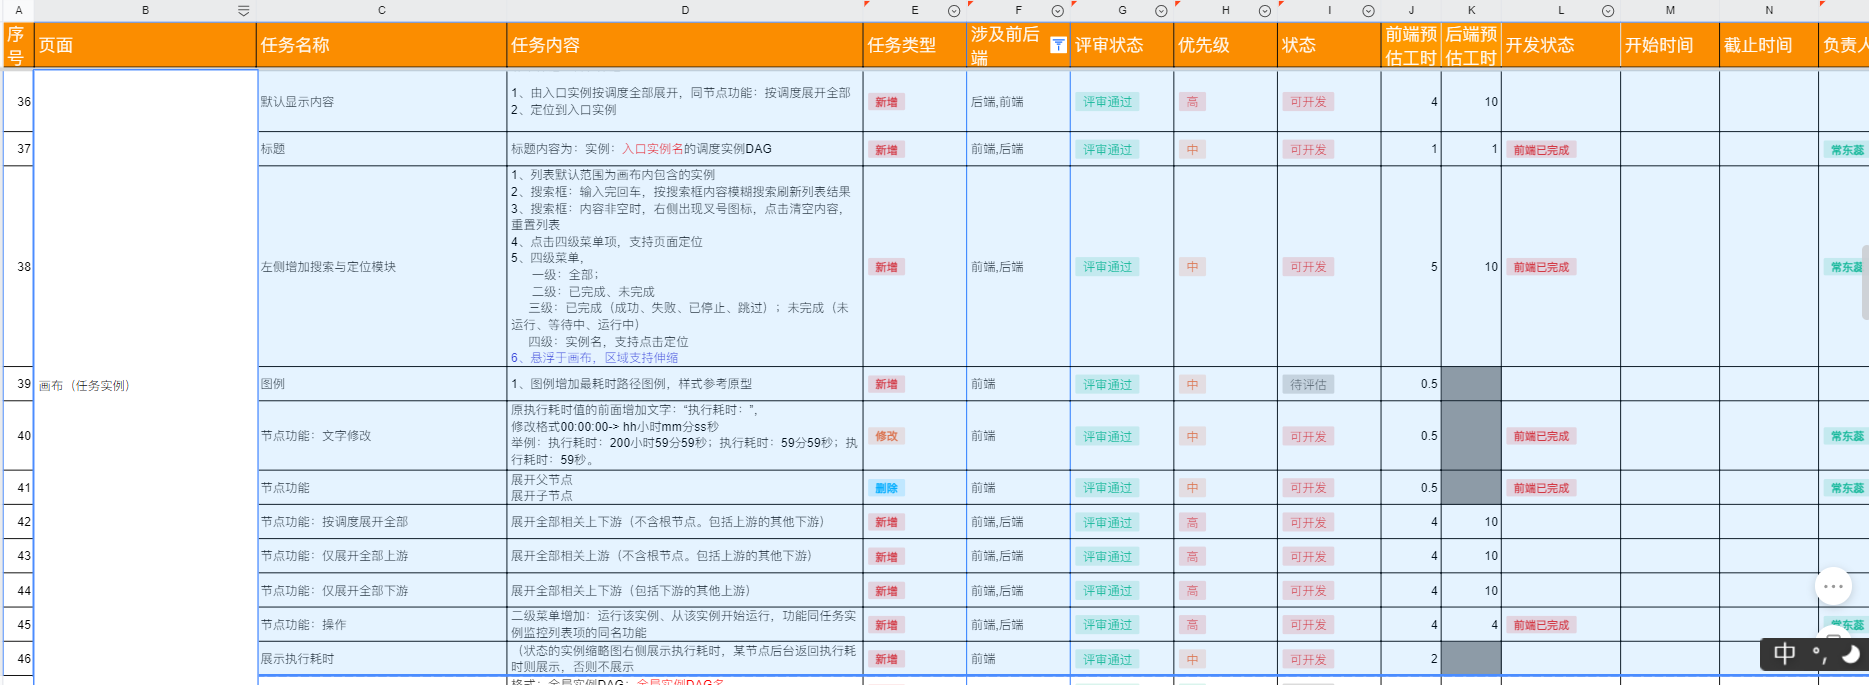 A B C D E F G H I J K L M N
序号 页面 任务名称 任务内容 任务类型 涉及前后端 评审状态 优先级 状态 前端预估工时 后端预估工时 开发状态 开始时间 截止时间 负责人
画布（任务实例）
36 默认显示内容
1、由入口实例按调度全部展开，同节点功能：按调度展开全部
2、定位到入口实例
新增 后端,前端 评审通过 高 可开发 4 10
37 标题 标题内容为：实例：入口实例名的调度实例DAG 新增 前端,后端 评审通过 中 可开发 1 1 前端已完成 常东蕊
38 左侧增加搜索与定位模块
1、列表默认范围为画布内包含的实例
2、搜索框：输入完回车，按搜索框内容模糊搜索刷新列表结果
3、搜索框：内容非空时，右侧出现叉号图标，点击清空内容，
重置列表
4、点击四级菜单项，支持页面定位
5、四级菜单，
一级：全部；
二级：已完成、未完成
三级：已完成（成功、失败、已停止、跳过）；未完成（未
运行、等待中、运行中）
四级：实例名，支持点击定位
6、悬浮于画布，区域支持伸缩
新增 前端,后端 评审通过 中 可开发 5 10 前端已完成 常东蕊
39 图例 1、图例增加最耗时路径图例，样式参考原型 新增 前端 评审通过 中 待评估 0.5
40 节点功能：文字修改
原执行耗时值的前面增加文字：“执行耗时：”，
修改格式00:00:00-> hh小时mm分ss秒
举例：执行耗时：200小时59分59秒；执行耗时：59分59秒；执
行耗时：59秒。
修改 前端 评审通过 中 可开发 0.5 前端已完成 常东蕊
41 节点功能
展开父节点
展开子节点
删除 前端 评审通过 中 可开发 0.5 前端已完成 常东蕊
42 节点功能：按调度展开全部 展开全部相关上下游（不含根节点。包括上游的其他下游） 新增 前端,后端 评审通过 高 可开发 4 10
43 节点功能：仅展开全部上游 展开全部相关上游（不含根节点。包括上游的其他下游） 新增 前端,后端 评审通过 高 可开发 4 10
44 节点功能：仅展开全部下游 展开全部相关上下游（包括下游的其他上游） 新增 前端,后端 评审通过 高 可开发 4 10
45 节点功能：操作
二级菜单增加：运行该实例、从该实例开始运行，功能同任务实
例监控列表项的同名功能
新增 前端,后端 评审通过 高 可开发 4 4 前端已完成 常东蕊
46 展示执行耗时
（状态的实例缩略图右侧展示执行耗时，某节点后台返回执行耗
时则展示，否则不展示
新增 前端 评审通过 中 可开发 2
格式：全局实例DAG：全局实例DAG名
中 °,